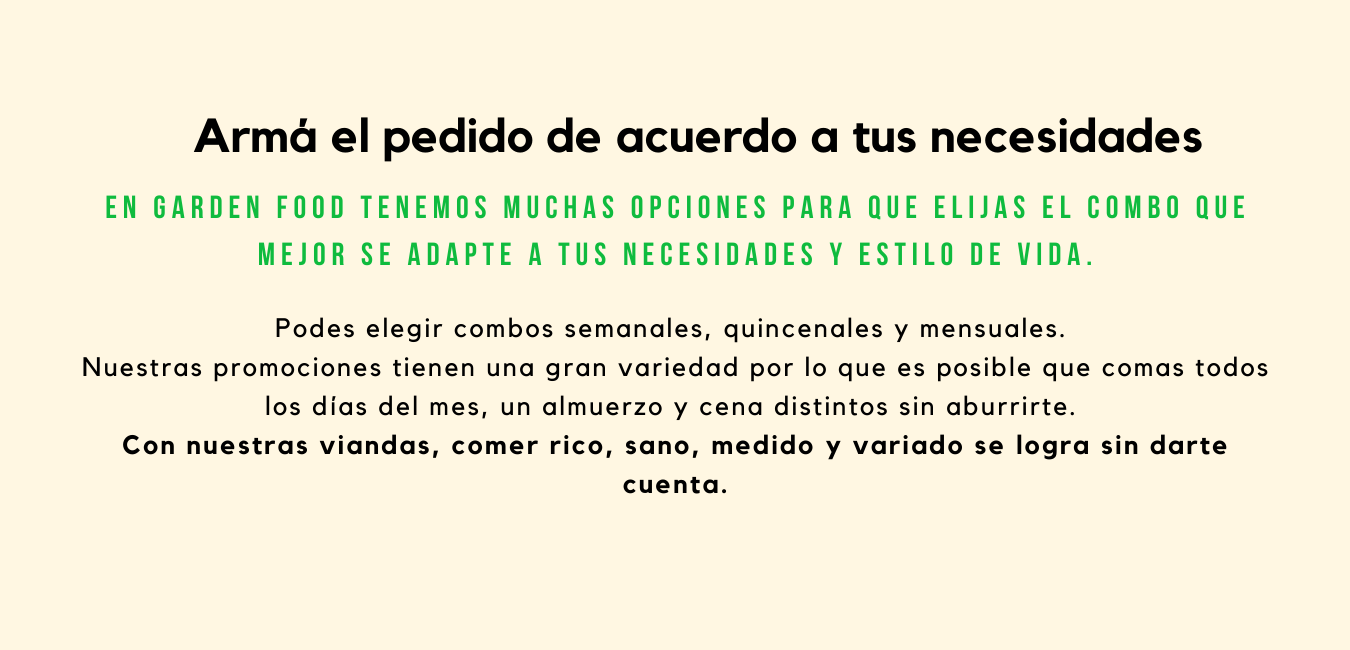 Armá el pedido de acuerdo a tus necesidades
EN GARDEN FOOD TENEMOS MUCHAS OPCIONES PARA QUE ELIJAS EL COMBO QUE
MEJOR SE ADAPTE A TUS NECESIDADES Y ESTILO DE VIDA.
Podes elegir combos semanales, quincenales y mensuales.
Nuestras promociones tienen una gran variedad por lo que es posible que comas todos
los días del mes, un almuerzo y cena distintos sin aburrirte.
Con nuestras viandas, comer rico, sano, medido y variado se logra sin darte
cuenta.